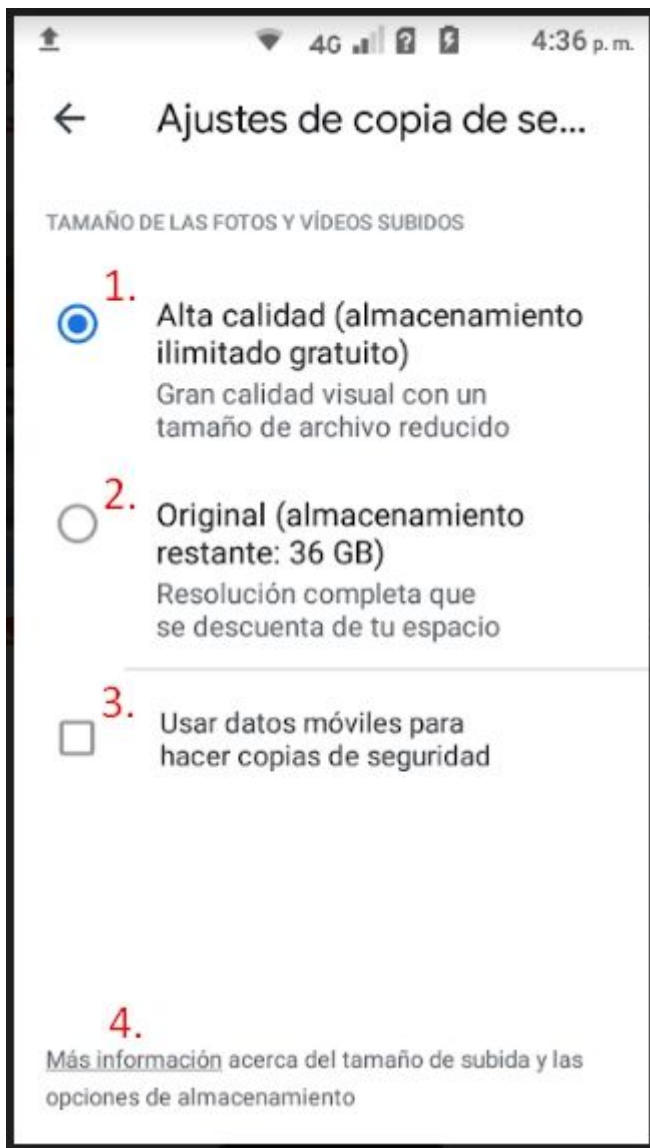 4G 4:36 p. m.
Ajustes de copia de se...
TAMAÑO DE LAS FOTOS Y VÍDEOS SUBIDOS
1.
Alta calidad (almacenamiento
ilimitado gratuito)
Gran calidad visual con un
tamaño de archivo reducido
2.
Original (almacenamiento
restante: 36 GB)
Resolución completa que
se descuenta de tu espacio
3.
Usar datos móviles para
hacer copias de seguridad
4.
Más información acerca del tamaño de subida y las
opciones de almacenamiento